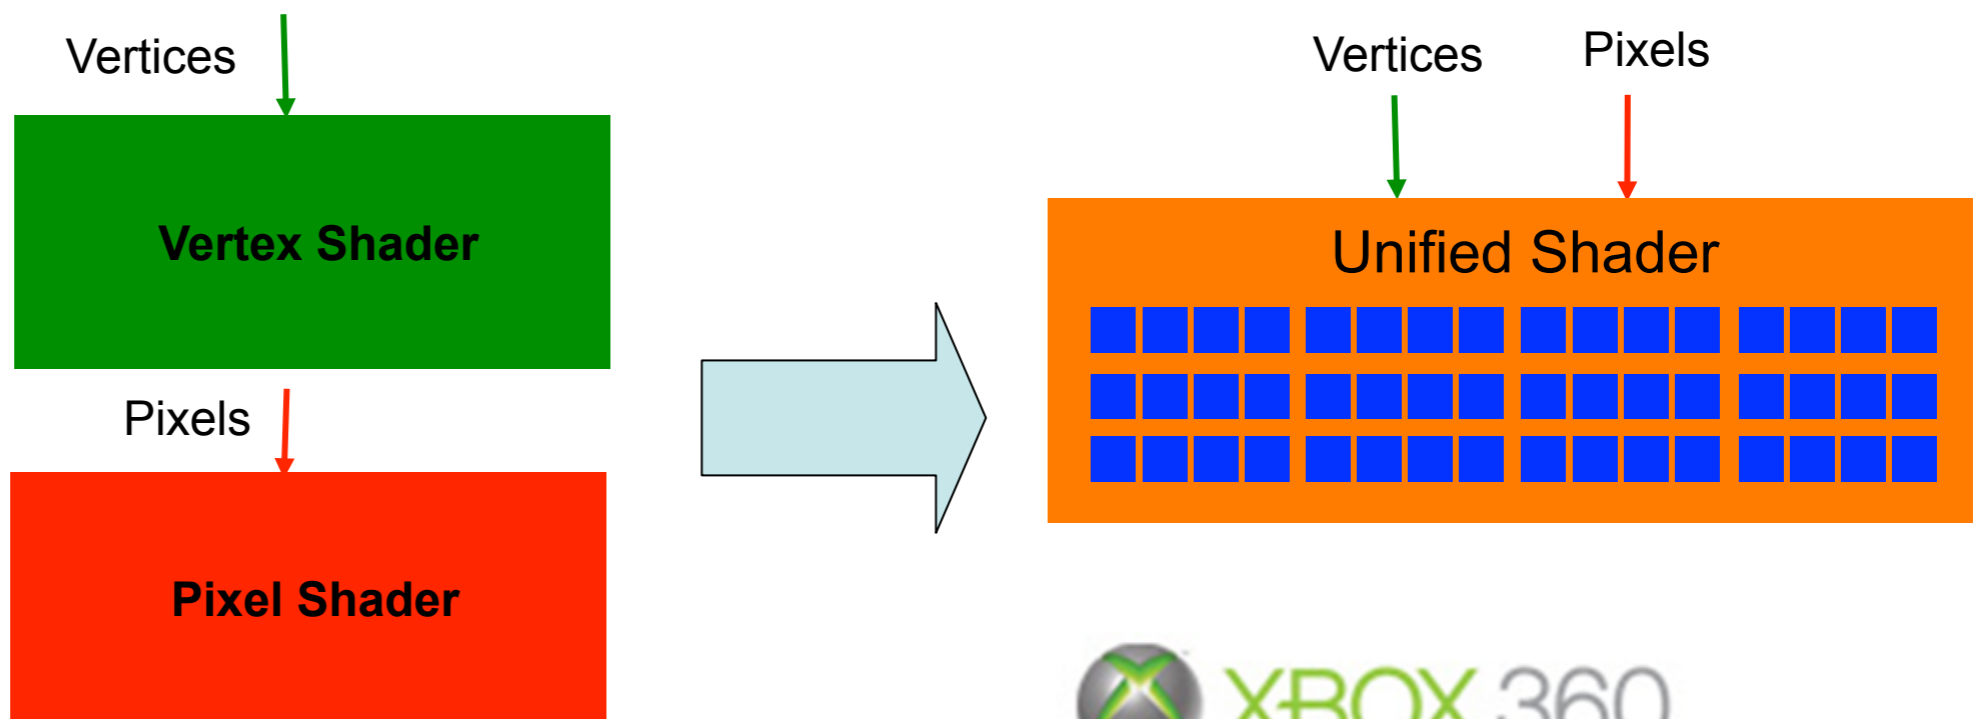 Vertices
Vertex Shader
Pixels
Pixel Shader
Vertices
Pixels
Unified Shader
XBOX 360